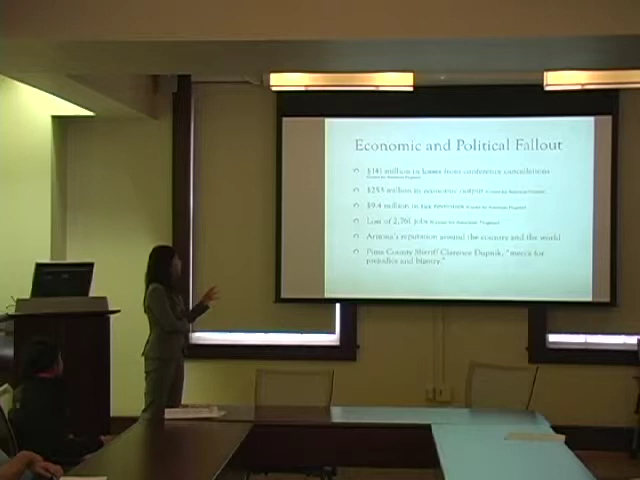 Economic and Political Fallout
$141 million in losses from conference cancellations
$253 million in economic output
$9.4 million in tax revenues
Loss of 2,761 jobs
Arizona's reputation around the country and the world
Pima County Sheriff Clarence Dupnik, "mecca for
prejudice and bigotry."